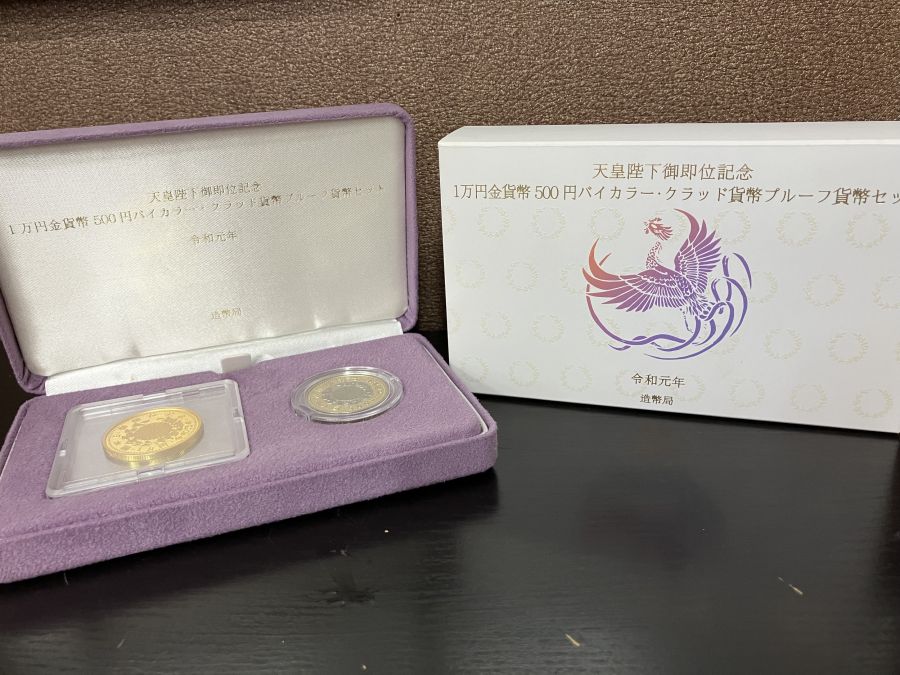 天皇陛下御即位記念
1万円金貨幣500円バイカラー・クラッド貨幣プルーフ貨幣セット
令和元年
造幣局
天皇陛下御即位記念
1万円金貨幣500円バイカラー・クラッド貨幣プルーフ貨幣セッ
令和元年
造幣局